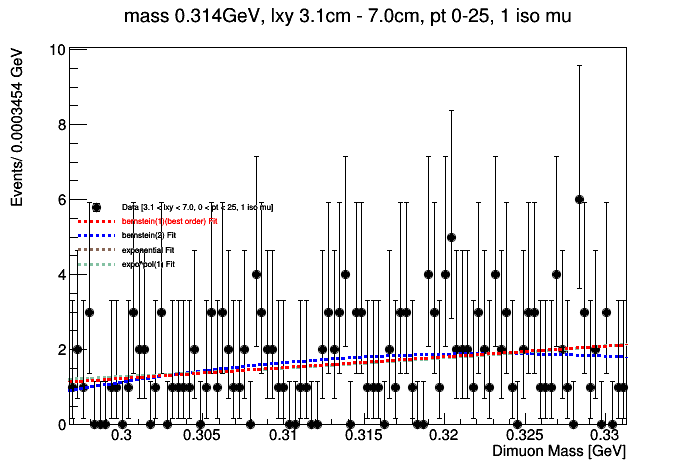 mass 0.314GeV, lxy 3.1cm - 7.0cm, pt 0-25, 1 iso mu
Events/ 0.0003454 GeV
10
8
6
4
2
0
Data [3.1 < lxy < 7.0, 0 < pt < 25, 1 iso mu]
bernstein(1)(best order) Fit
bernstein(2) Fit
exponential Fit
expo*pol(1) Fit
0.3 0.305 0.31 0.315 0.32 0.325 0.33
Dimuon Mass [GeV]